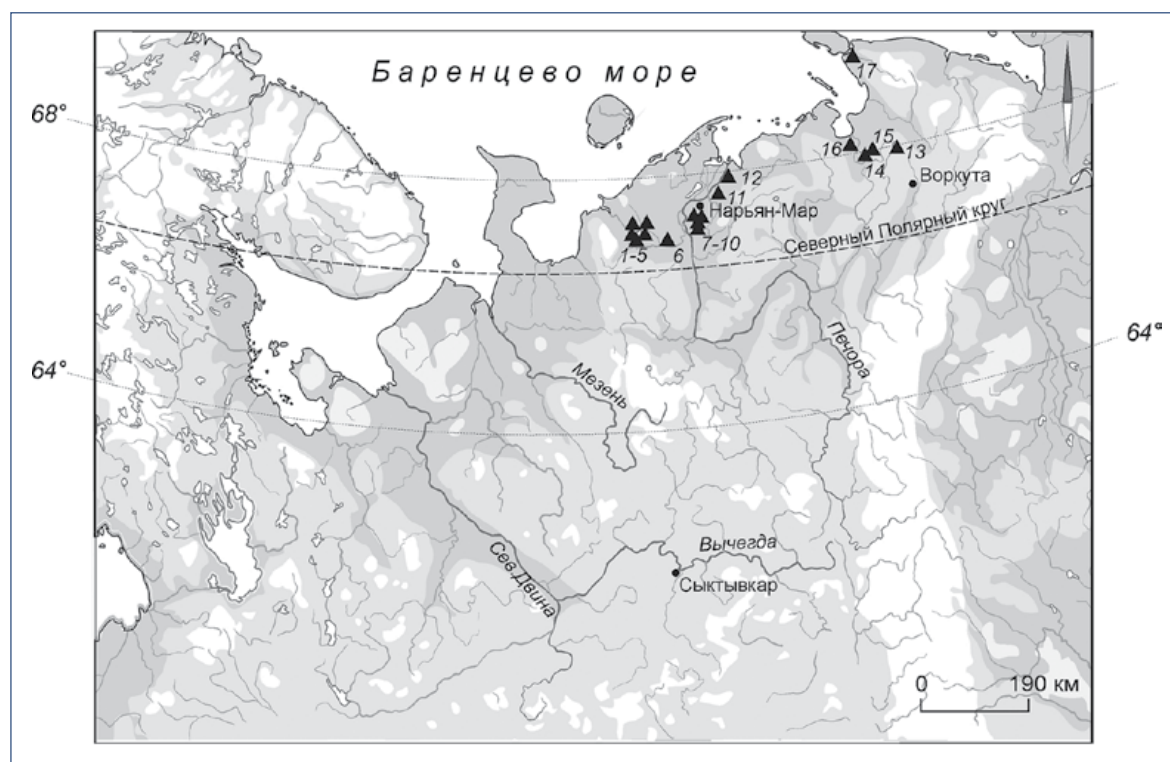 Баренцево море
17
68°
16
15
13
14
Воркута
12
11
Нарьян-Мар
7-10
Северный Полярный круг
1-5
6
64°
64°
Печора
Мезень
Вычегда
Сыктывкар
Сев.Двина
0
190 км